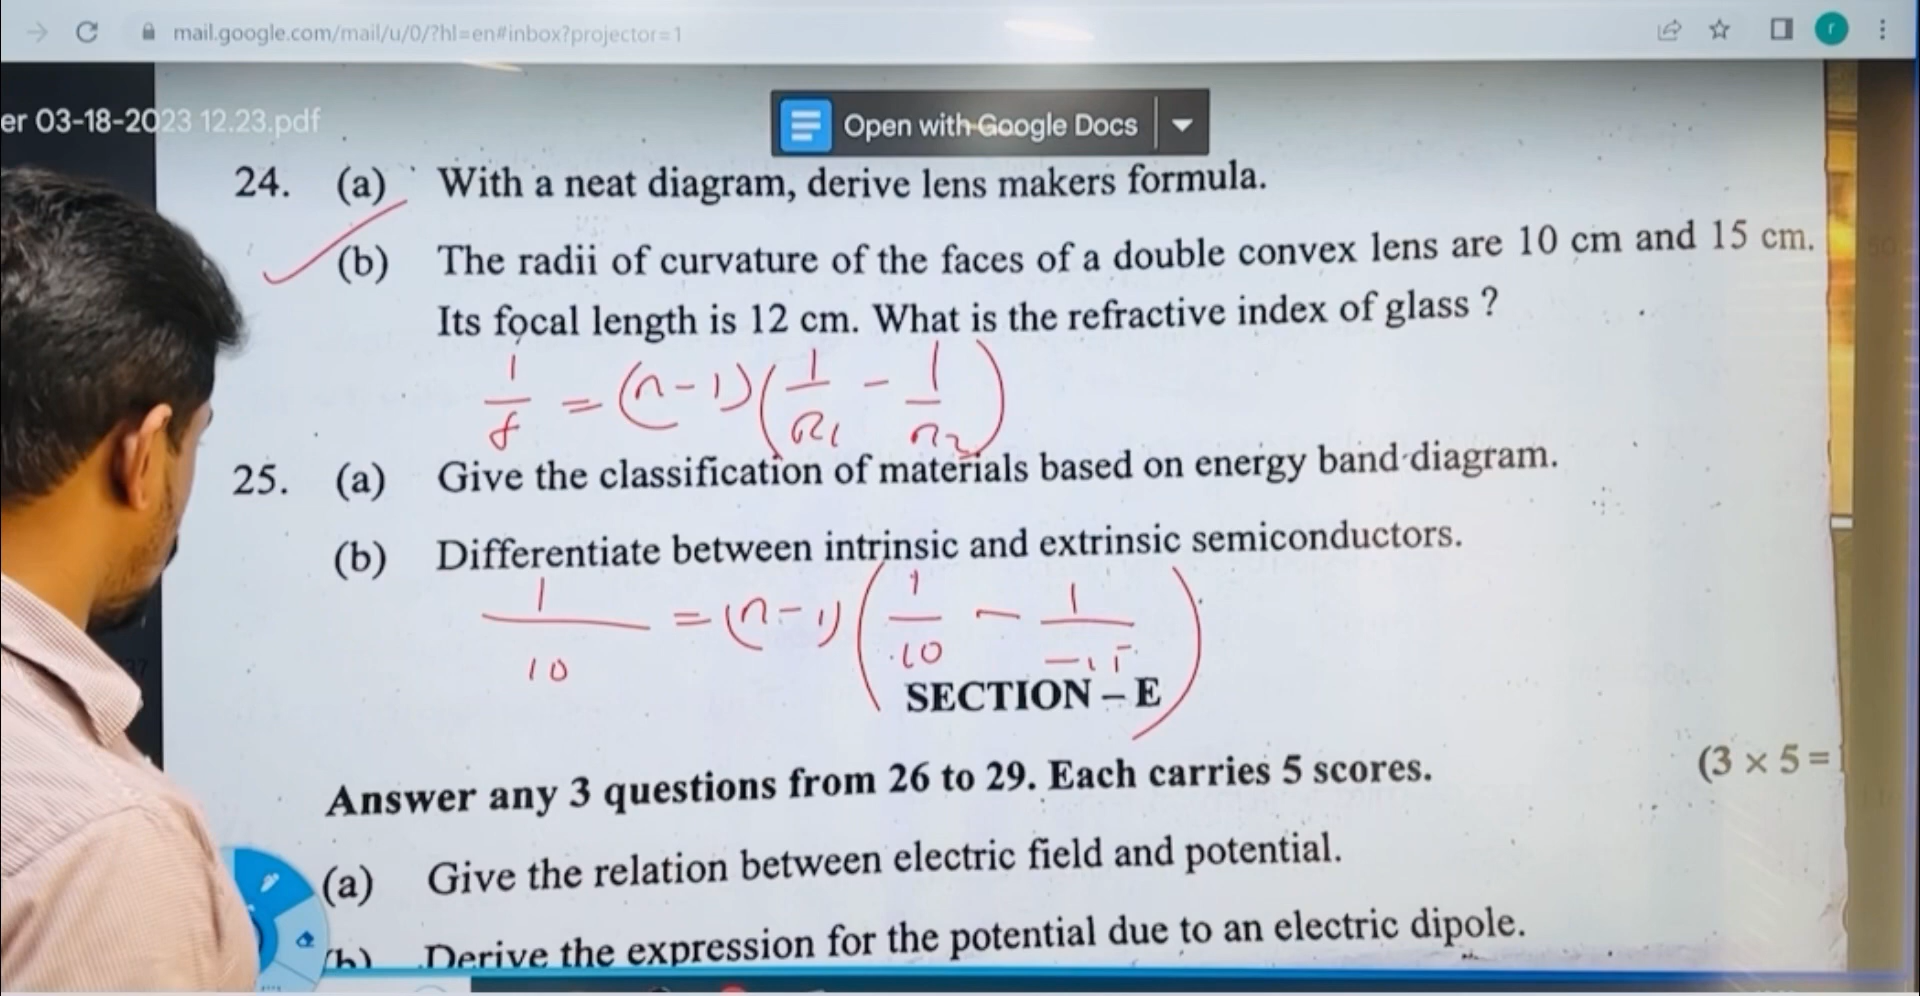 mail.google.com/mail/u/0/?hl=en#inbox?projector=1
r
er 03-18-2023 12.23.pdf
Open with Google Docs
24. (a) With a neat diagram, derive lens makers formula.
(b) The radii of curvature of the faces of a double convex lens are 10 cm and 15 cm.
Its focal length is 12 cm. What is the refractive index of glass ?
1/f = (n-1)(1/R1 - 1/R2)
25. (a) Give the classification of materials based on energy band diagram.
(b) Differentiate between intrinsic and extrinsic semiconductors.
1/10 = (n-1)(1/10 - 1/-15)
SECTION – E
Answer any 3 questions from 26 to 29. Each carries 5 scores. (3 × 5 =
(a) Give the relation between electric field and potential.
(b) Derive the expression for the potential due to an electric dipole.